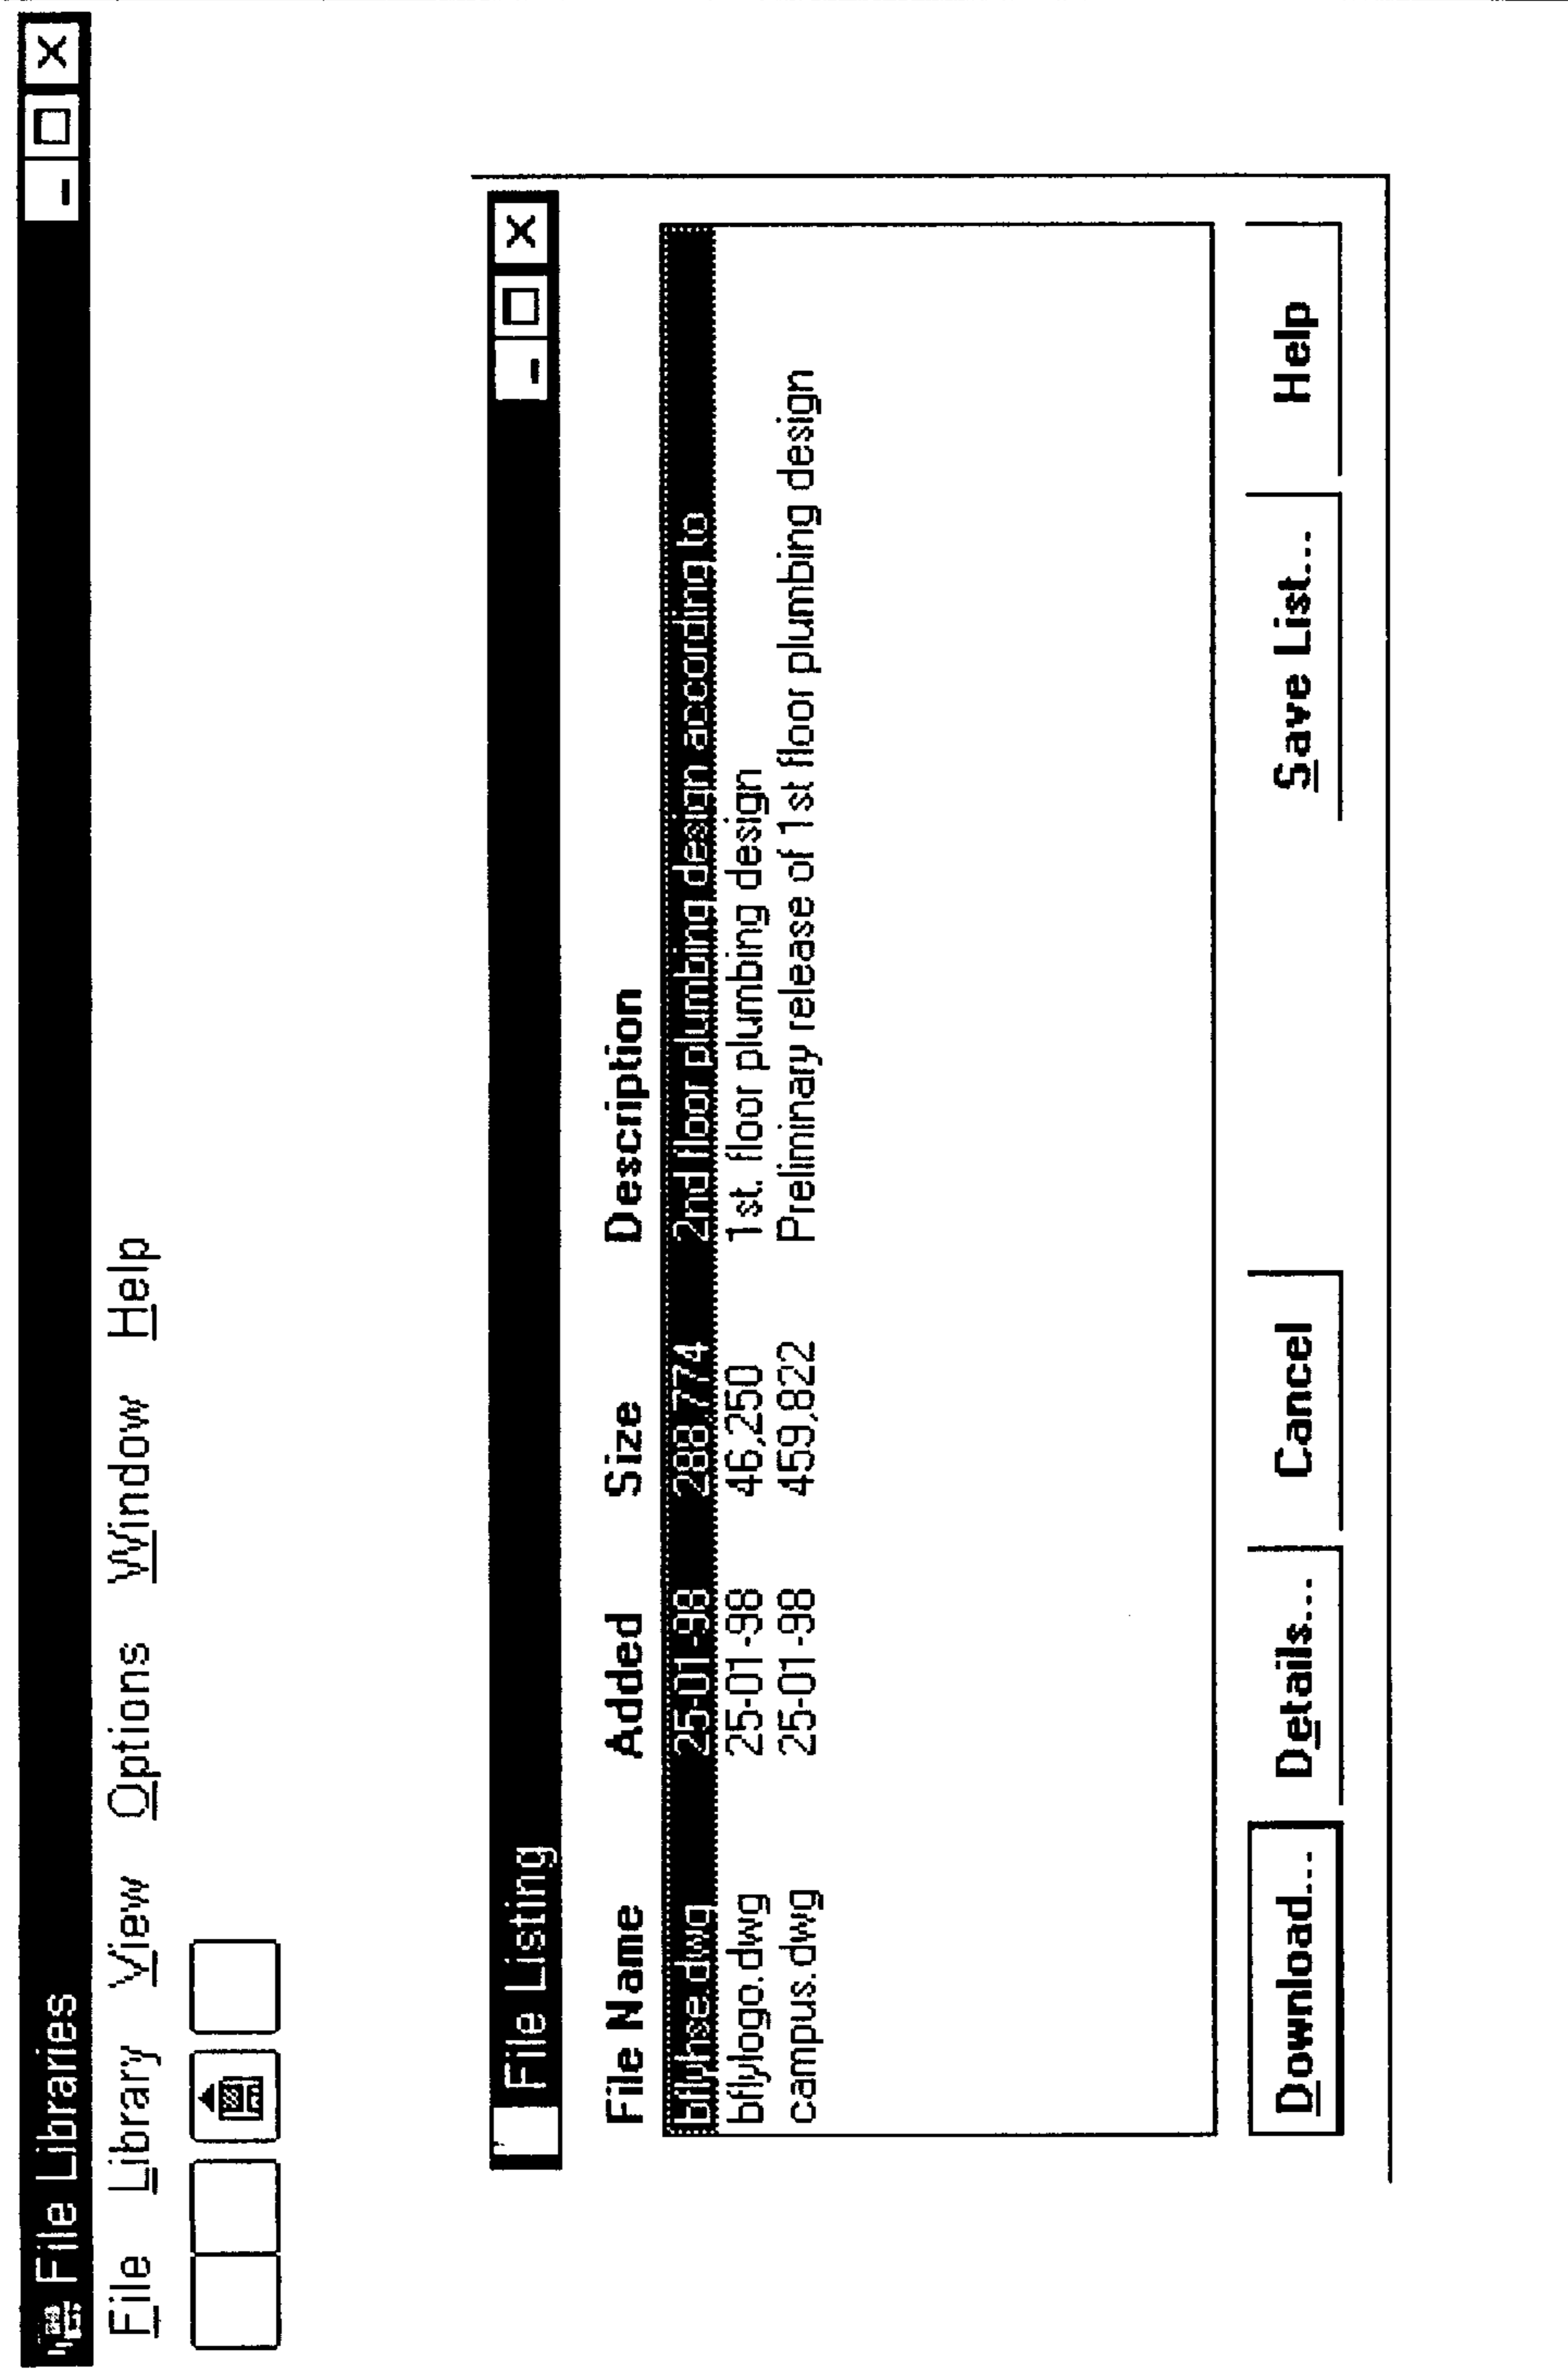 File Libraries
File Library View Options Window Help
File Listing
File Name Added Size Description
bflyhse.dwg 25-01-98 288,774 2nd floor plumbing design according to
bflylogo.dwg 25-01-98 46,250 1st. floor plumbing design
campus.dwg 25-01-98 459,822 Preliminary release of 1st floor plumbing design
Download... Details... Cancel Save List... Help